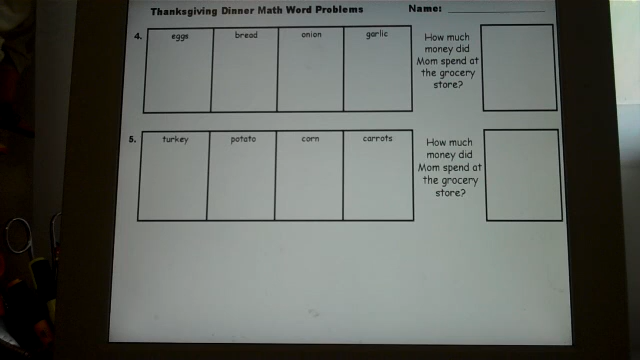 Thanksgiving Dinner Math Word Problems Name:
4. eggs bread onion garlic
How much
money did
Mom spend at
the grocery
store?
5. turkey potato corn carrots
How much
money did
Mom spend at
the grocery
store?